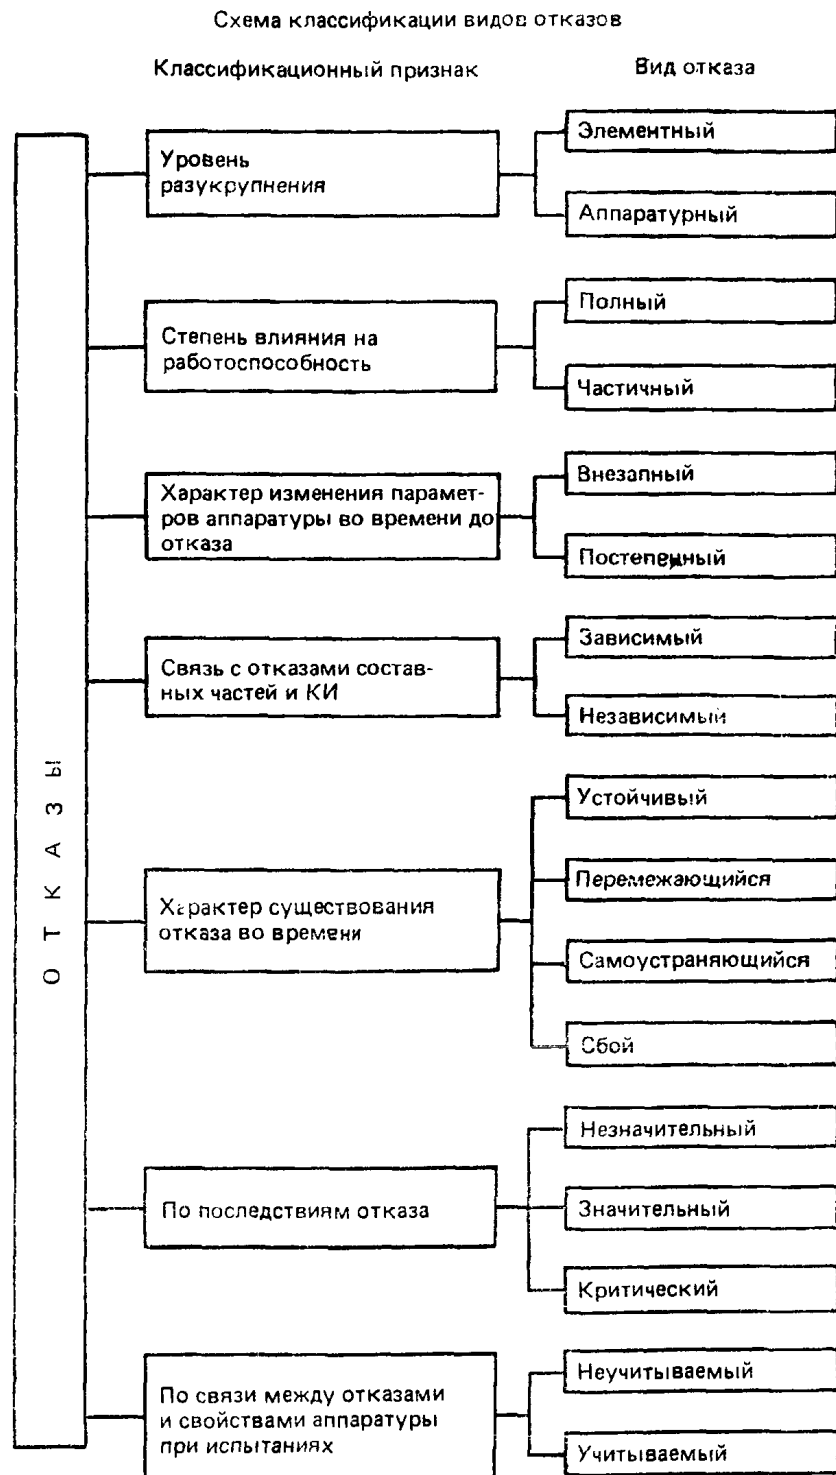 Схема классификации видов отказов
Классификационный признак
Вид отказа
ОТКАЗЫ
Уровень
разукрупнения
Элементный
Аппаратурный
Степень влияния на
работоспособность
Полный
Частичный
Характер изменения парамет-
ров аппаратуры во времени до
отказа
Внезапный
Постепенный
Связь с отказами состав-
ных частей и КИ
Зависимый
Независимый
Характер существования
отказа во времени
Устойчивый
Перемежающийся
Самоустраняющийся
Сбой
По последствиям отказа
Незначительный
Значительный
Критический
По связи между отказами
и свойствами аппаратуры
при испытаниях
Неучитываемый
Учитываемый